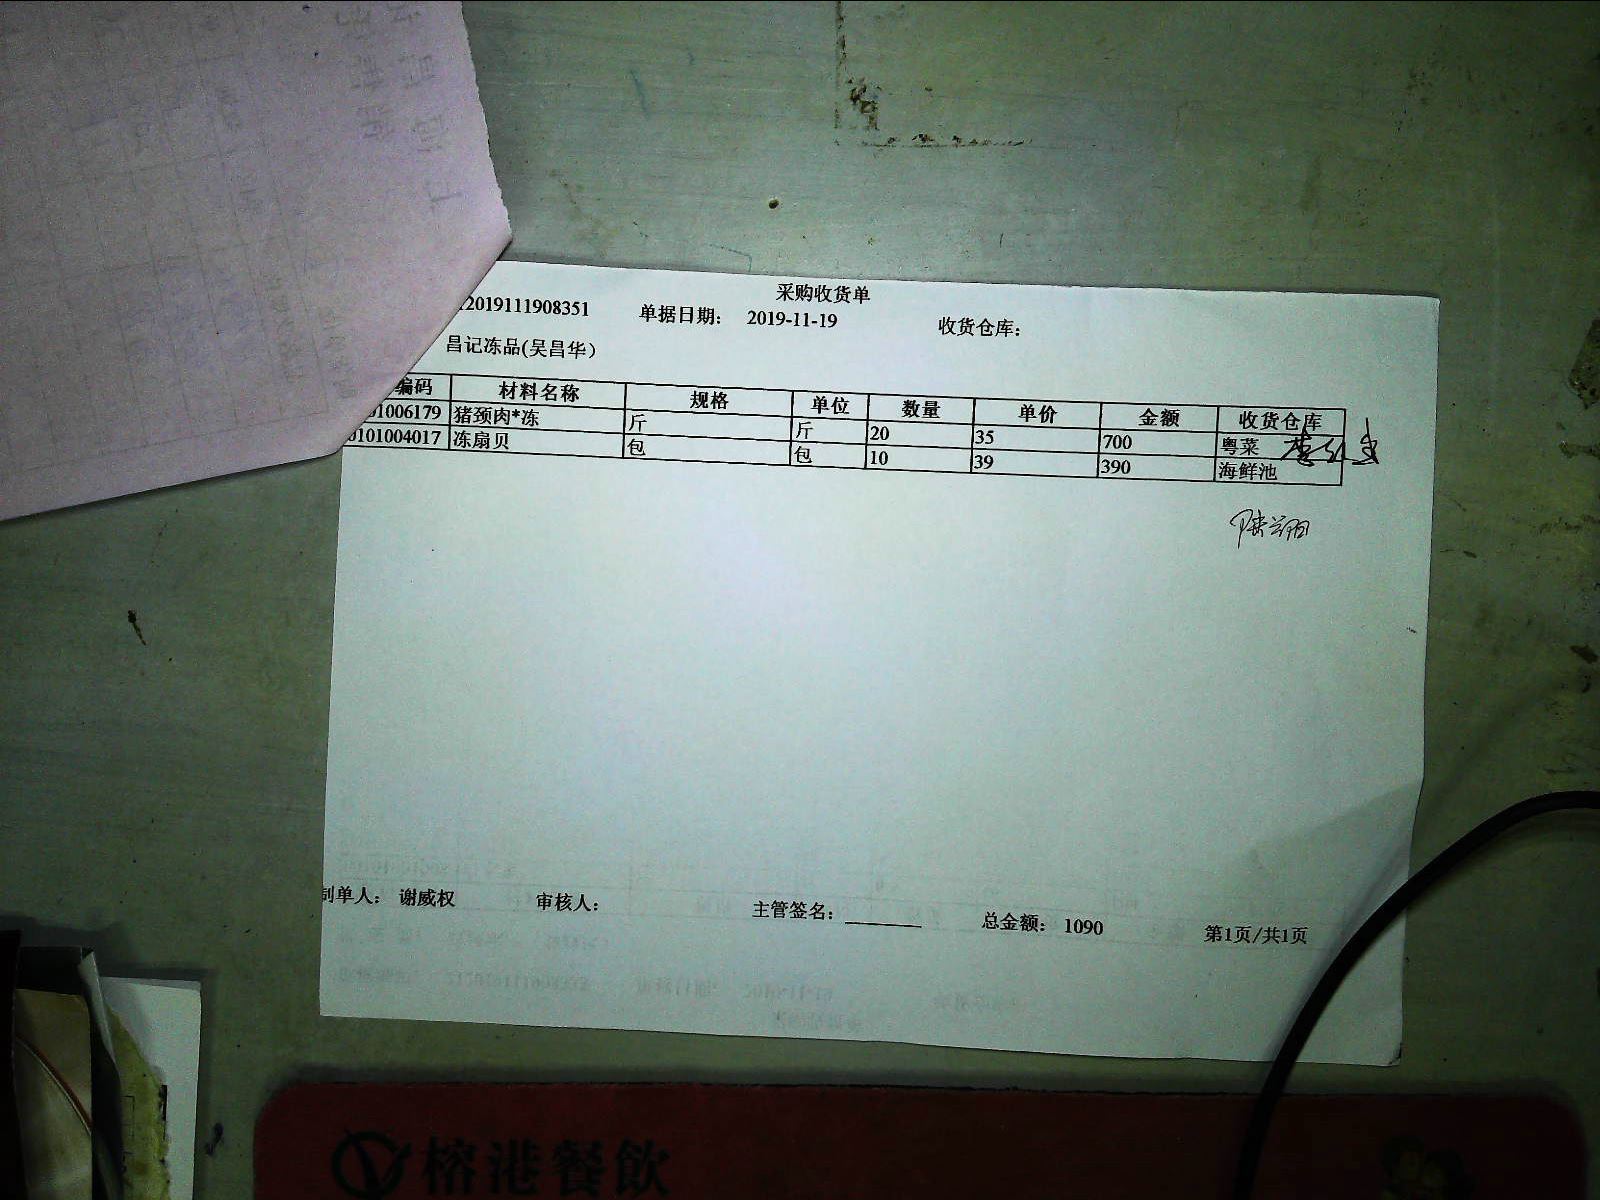 采购收货单
2019111908351 单据日期： 2019-11-19 收货仓库：
昌记冻品(吴昌华）
编码 材料名称 规格 单位 数量 单价 金额 收货仓库
01006179 猪颈肉*冻 斤 斤 20 35 700 粤菜
0101004017 冻扇贝 包 包 10 39 390 海鲜池
制单人： 谢威权 审核人： 主管签名： 总金额： 1090 第1页/共1页
榕港餐飲